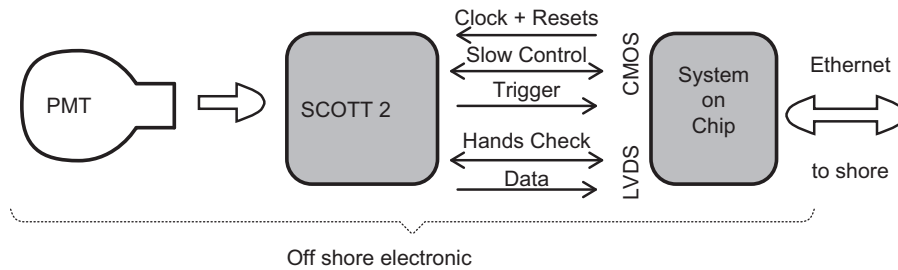 PMT
SCOTT 2
Clock + Resets
Slow Control
Trigger
Hands Check
Data
CMOS
LVDS
System
on
Chip
Ethernet
to shore
Off shore electronic